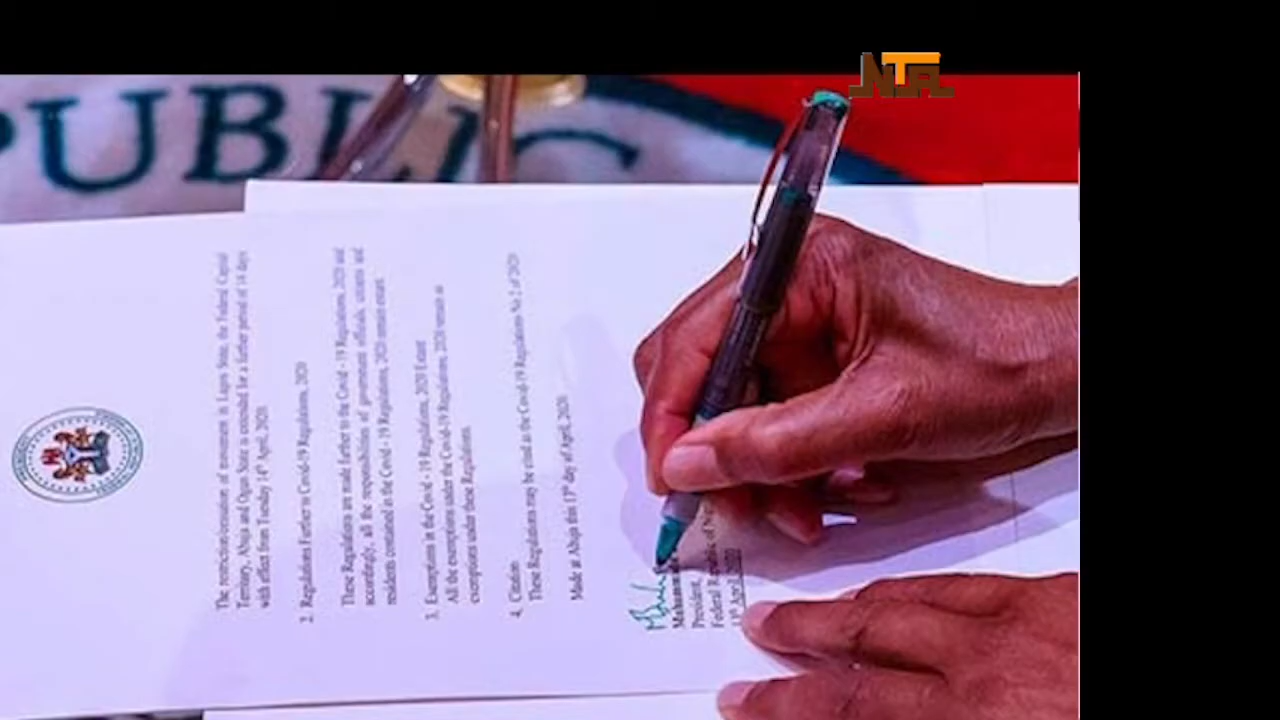 NTA
PUBLIC
The restriction/cessation of movement in Lagos State, the Federal Capital
Territory, Abuja and Ogun State is extended for a further period of 14 days
with effect from Tuesday 14th April, 2020
2. Regulations Further to Covid-19 Regulations, 2020
These Regulations are made further to the Covid - 19 Regulations, 2020 and
accordingly, all the responsibilities of government officials, citizens and
residents contained in the Covid - 19 Regulations, 2020 remain extant
3. Exemptions in the Covid - 19 Regulations, 2020 Extant
All the exemptions under the Covid-19 Regulations, 2020 remain as
exemptions under these Regulations.
4. Citation
These Regulations may be cited as the Covid-19 Regulations No 2 of 2020
Made at Abuja this 13th day of April, 2020
President,
Federal Republic of
13th April, 2020